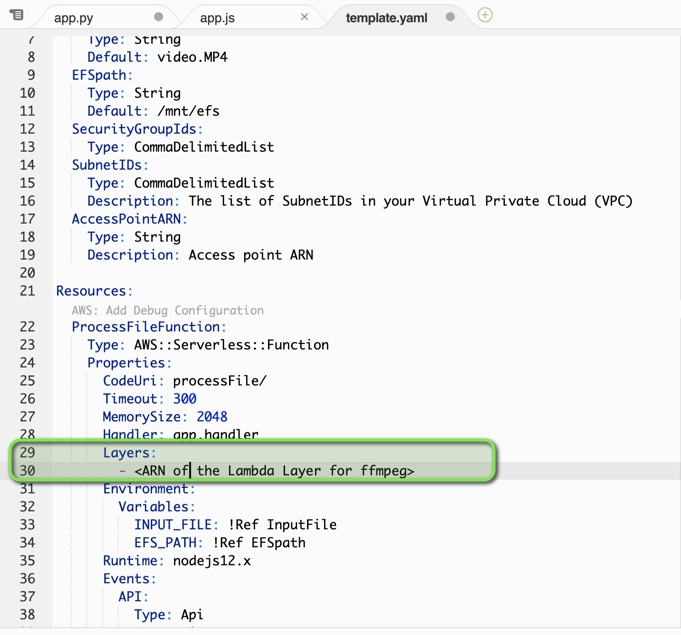 app.py
app.js
template.yaml
7 Type: String
8 Default: video.MP4
9 EFSpath:
10 Type: String
11 Default: /mnt/efs
12 SecurityGroupIds:
13 Type: CommaDelimitedList
14 SubnetIDs:
15 Type: CommaDelimitedList
16 Description: The list of SubnetIDs in your Virtual Private Cloud (VPC)
17 AccessPointARN:
18 Type: String
19 Description: Access point ARN
20
21 Resources:
AWS: Add Debug Configuration
22 ProcessFileFunction:
23 Type: AWS::Serverless::Function
24 Properties:
25 CodeUri: processFile/
26 Timeout: 300
27 MemorySize: 2048
28 Handler: app.handler
29 Layers:
30 - <ARN of the Lambda Layer for ffmpeg>
31 Environment:
32 Variables:
33 INPUT_FILE: !Ref InputFile
34 EFS_PATH: !Ref EFSpath
35 Runtime: nodejs12.x
36 Events:
37 API:
38 Type: Api